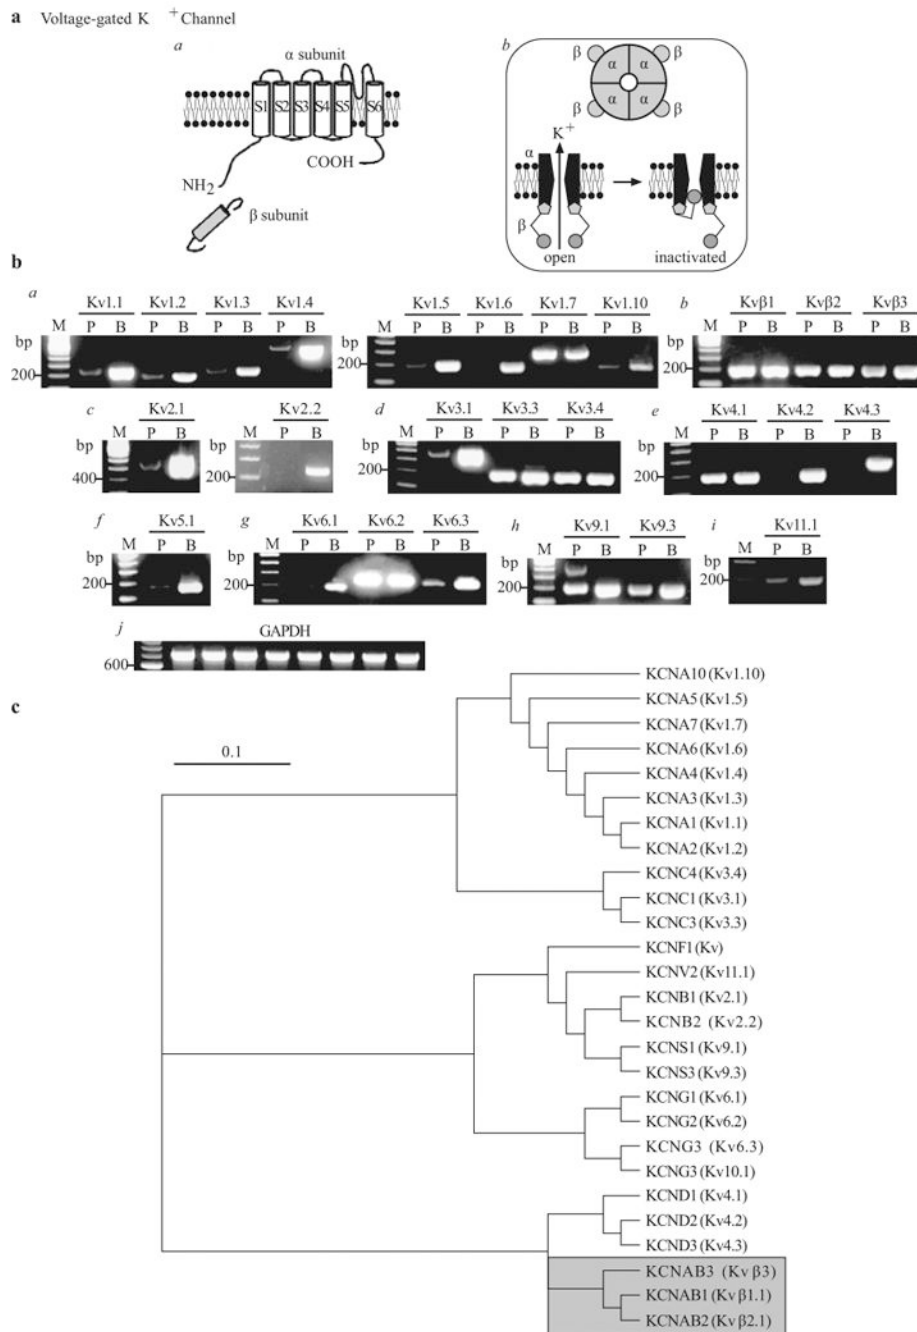 a Voltage-gated K + Channel
a
α subunit
S1 S2 S3 S4 S5 S6
COOH
NH2
β subunit
b
β β
α α
α α
β β
K+
α
β
open inactivated
b
a
Kv1.1 Kv1.2 Kv1.3 Kv1.4
M P B P B P B P B
bp
200
Kv1.5 Kv1.6 Kv1.7 Kv1.10
M P B P B P B P B
bp
200
b
Kvβ1 Kvβ2 Kvβ3
M P B P B P B
bp
200
c
Kv2.1
M P B
bp
400
Kv2.2
M P B
bp
200
d
Kv3.1 Kv3.3 Kv3.4
M P B P B P B
bp
200
e
Kv4.1 Kv4.2 Kv4.3
M P B P B P B
bp
200
f
Kv5.1
M P B
bp
200
g
Kv6.1 Kv6.2 Kv6.3
M P B P B P B
bp
200
h
Kv9.1 Kv9.3
M P B P B
bp
200
i
Kv11.1
M P B
bp
200
j
GAPDH
600
c
0.1
KCNA10 (Kv1.10)
KCNA5 (Kv1.5)
KCNA7 (Kv1.7)
KCNA6 (Kv1.6)
KCNA4 (Kv1.4)
KCNA3 (Kv1.3)
KCNA1 (Kv1.1)
KCNA2 (Kv1.2)
KCNC4 (Kv3.4)
KCNC1 (Kv3.1)
KCNC3 (Kv3.3)
KCNF1 (Kv)
KCNV2 (Kv11.1)
KCNB1 (Kv2.1)
KCNB2 (Kv2.2)
KCNS1 (Kv9.1)
KCNS3 (Kv9.3)
KCNG1 (Kv6.1)
KCNG2 (Kv6.2)
KCNG3 (Kv6.3)
KCNG3 (Kv10.1)
KCND1 (Kv4.1)
KCND2 (Kv4.2)
KCND3 (Kv4.3)
KCNAB3 (Kvβ3)
KCNAB1 (Kvβ1.1)
KCNAB2 (Kvβ2.1)